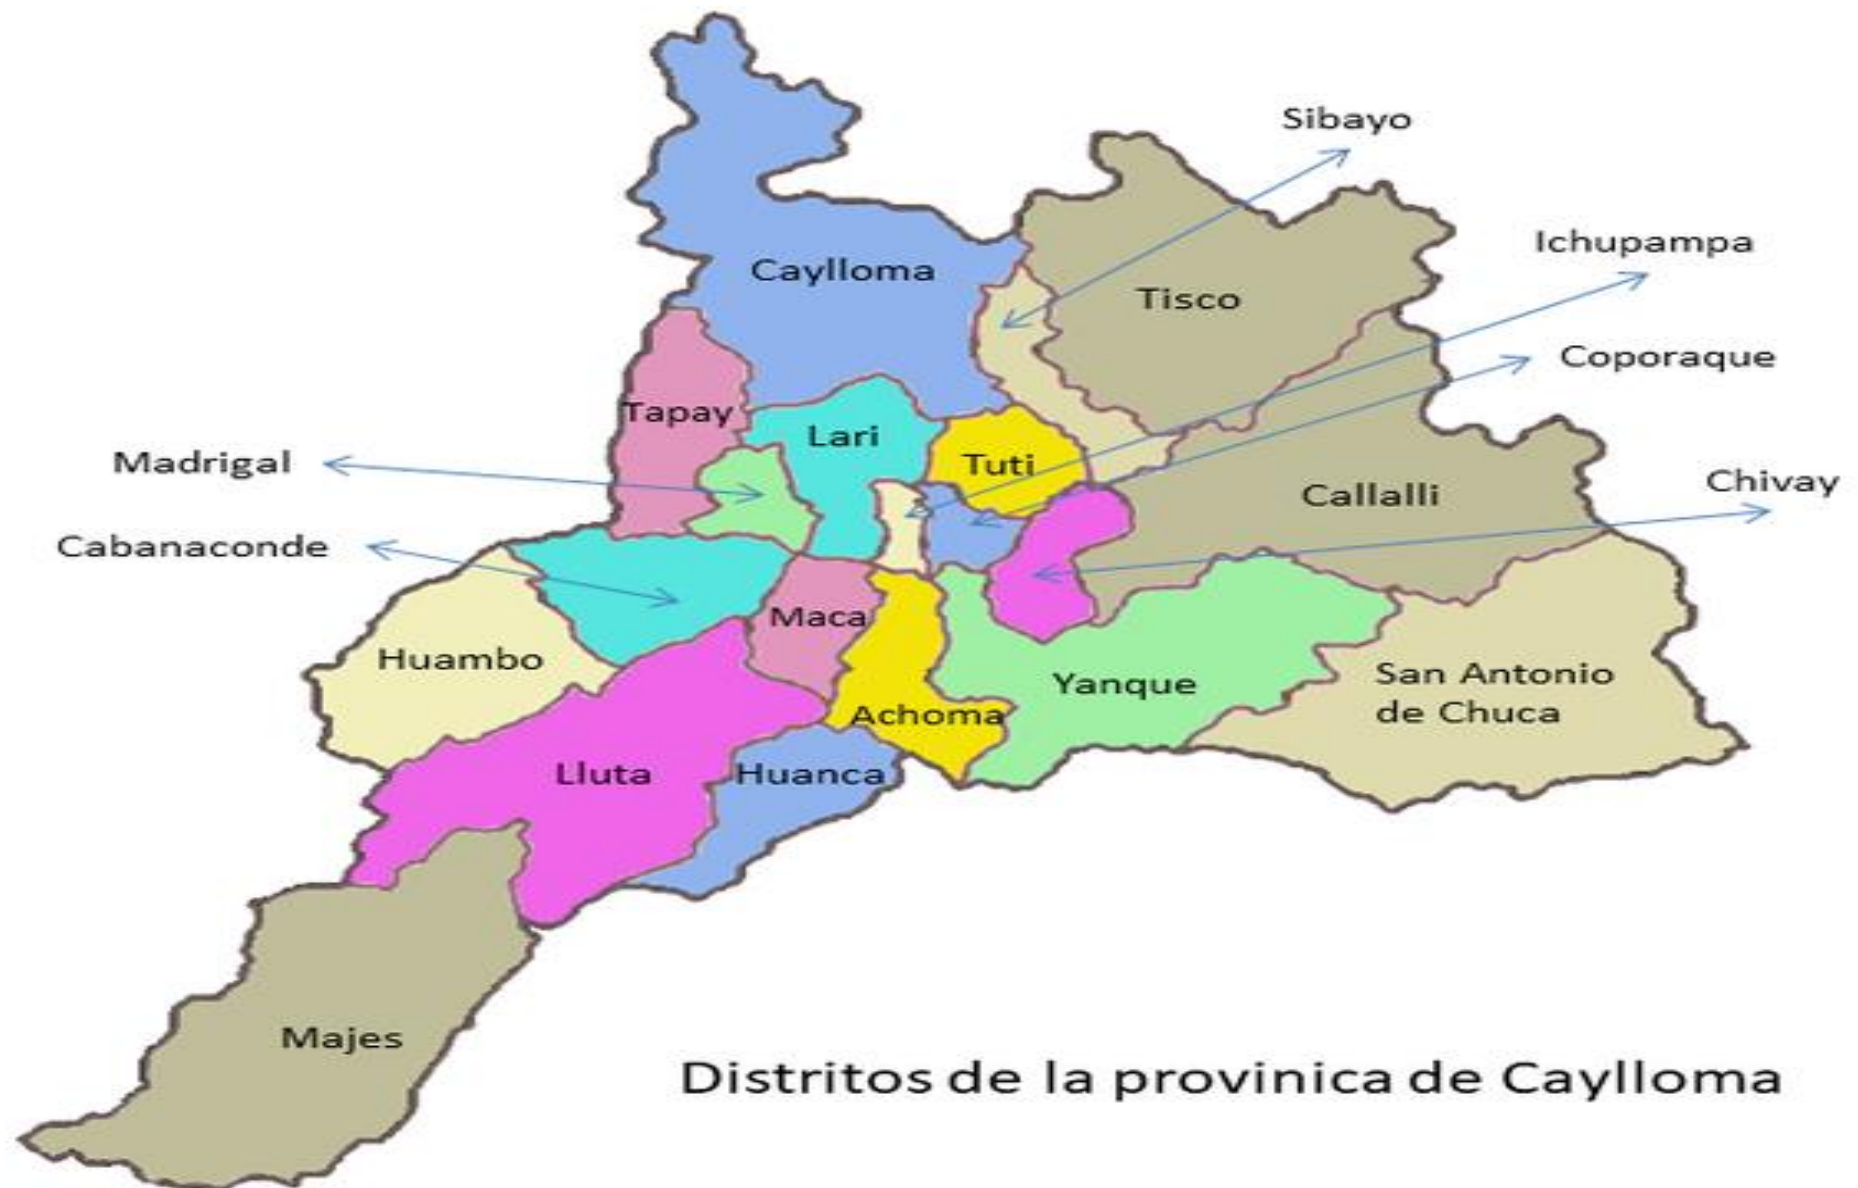 Sibayo
Ichupampa
Caylloma
Tisco
Coporaque
Tapay
Lari
Madrigal
Tuti
Chivay
Callalli
Cabanaconde
Maca
Huambo
Yanque
San Antonio
de Chuca
Achoma
Lluta
Huanca
Majes
Distritos de la provinica de Caylloma